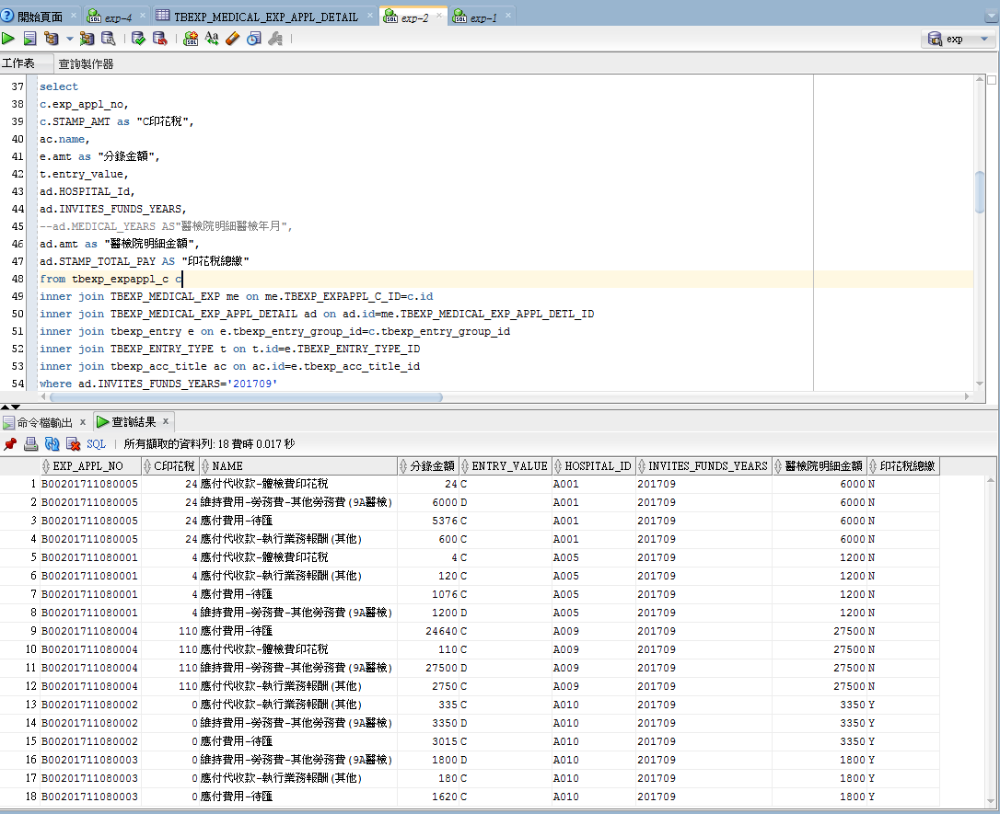 開始頁面 exp-4 TBEXP_MEDICAL_EXP_APPL_DETAIL exp-2 exp-1
exp
工作表 查詢製作器
37 select
38 c.exp_appl_no,
39 c.STAMP_AMT as "C印花稅",
40 ac.name,
41 e.amt as "分錄金額",
42 t.entry_value,
43 ad.HOSPITAL_Id,
44 ad.INVITES_FUNDS_YEARS,
45 --ad.MEDICAL_YEARS AS"醫檢院明細醫檢年月",
46 ad.amt as "醫檢院明細金額",
47 ad.STAMP_TOTAL_PAY AS "印花稅總繳"
48 from tbexp_expappl_c c
49 inner join TBEXP_MEDICAL_EXP me on me.TBEXP_EXPAPPL_C_ID=c.id
50 inner join TBEXP_MEDICAL_EXP_APPL_DETAIL ad on ad.id=me.TBEXP_MEDICAL_EXP_APPL_DETL_ID
51 inner join tbexp_entry e on e.tbexp_entry_group_id=c.tbexp_entry_group_id
52 inner join TBEXP_ENTRY_TYPE t on t.id=e.TBEXP_ENTRY_TYPE_ID
53 inner join tbexp_acc_title ac on ac.id=e.tbexp_acc_title_id
54 where ad.INVITES_FUNDS_YEARS='201709'
命令檔輸出 x 查詢結果 x
SQL | 所有擷取的資料列: 18 費時 0.017 秒
EXP_APPL_NO C印花稅 NAME 分錄金額 ENTRY_VALUE HOSPITAL_ID INVITES_FUNDS_YEARS 醫檢院明細金額 印花稅總繳
1 B00201711080005 24 應付代收款-體檢費印花稅 24 C A001 201709 6000 N
2 B00201711080005 24 維持費用-勞務費-其他勞務費(9A醫檢) 6000 D A001 201709 6000 N
3 B00201711080005 24 應付費用-待匯 5376 C A001 201709 6000 N
4 B00201711080005 24 應付代收款-執行業務報酬(其他) 600 C A001 201709 6000 N
5 B00201711080001 4 應付代收款-體檢費印花稅 4 C A005 201709 1200 N
6 B00201711080001 4 應付代收款-執行業務報酬(其他) 120 C A005 201709 1200 N
7 B00201711080001 4 應付費用-待匯 1076 C A005 201709 1200 N
8 B00201711080001 4 維持費用-勞務費-其他勞務費(9A醫檢) 1200 D A005 201709 1200 N
9 B00201711080004 110 應付費用-待匯 24640 C A009 201709 27500 N
10 B00201711080004 110 應付代收款-體檢費印花稅 110 C A009 201709 27500 N
11 B00201711080004 110 維持費用-勞務費-其他勞務費(9A醫檢) 27500 D A009 201709 27500 N
12 B00201711080004 110 應付代收款-執行業務報酬(其他) 2750 C A009 201709 27500 N
13 B00201711080002 0 應付代收款-執行業務報酬(其他) 335 C A010 201709 3350 Y
14 B00201711080002 0 維持費用-勞務費-其他勞務費(9A醫檢) 3350 D A010 201709 3350 Y
15 B00201711080002 0 應付費用-待匯 3015 C A010 201709 3350 Y
16 B00201711080003 0 維持費用-勞務費-其他勞務費(9A醫檢) 1800 D A010 201709 1800 Y
17 B00201711080003 0 應付代收款-執行業務報酬(其他) 180 C A010 201709 1800 Y
18 B00201711080003 0 應付費用-待匯 1620 C A010 201709 1800 Y